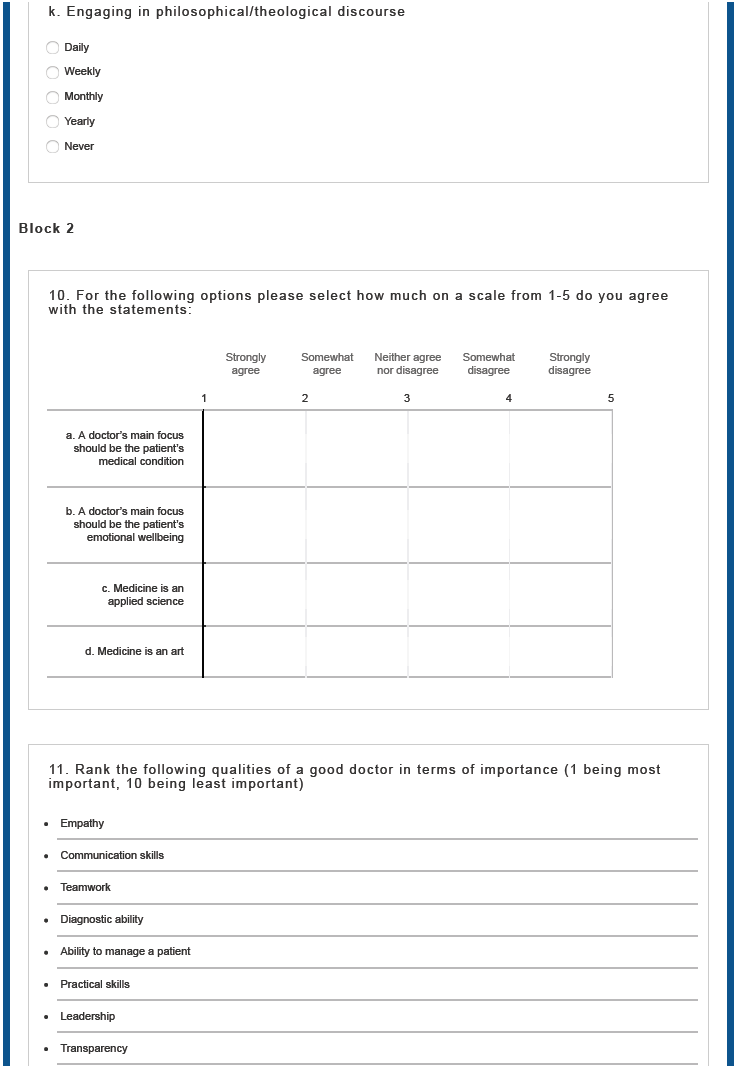 k. Engaging in philosophical/theological discourse
Daily
Weekly
Monthly
Yearly
Never
Block 2
10. For the following options please select how much on a scale from 1-5 do you agree
with the statements:
Strongly
agree
Somewhat
agree
Neither agree
nor disagree
Somewhat
disagree
Strongly
disagree
1 2 3 4 5
a. A doctor's main focus
should be the patient's
medical condition
b. A doctor's main focus
should be the patient's
emotional wellbeing
c. Medicine is an
applied science
d. Medicine is an art
11. Rank the following qualities of a good doctor in terms of importance (1 being most
important, 10 being least important)
• Empathy
• Communication skills
• Teamwork
• Diagnostic ability
• Ability to manage a patient
• Practical skills
• Leadership
• Transparency